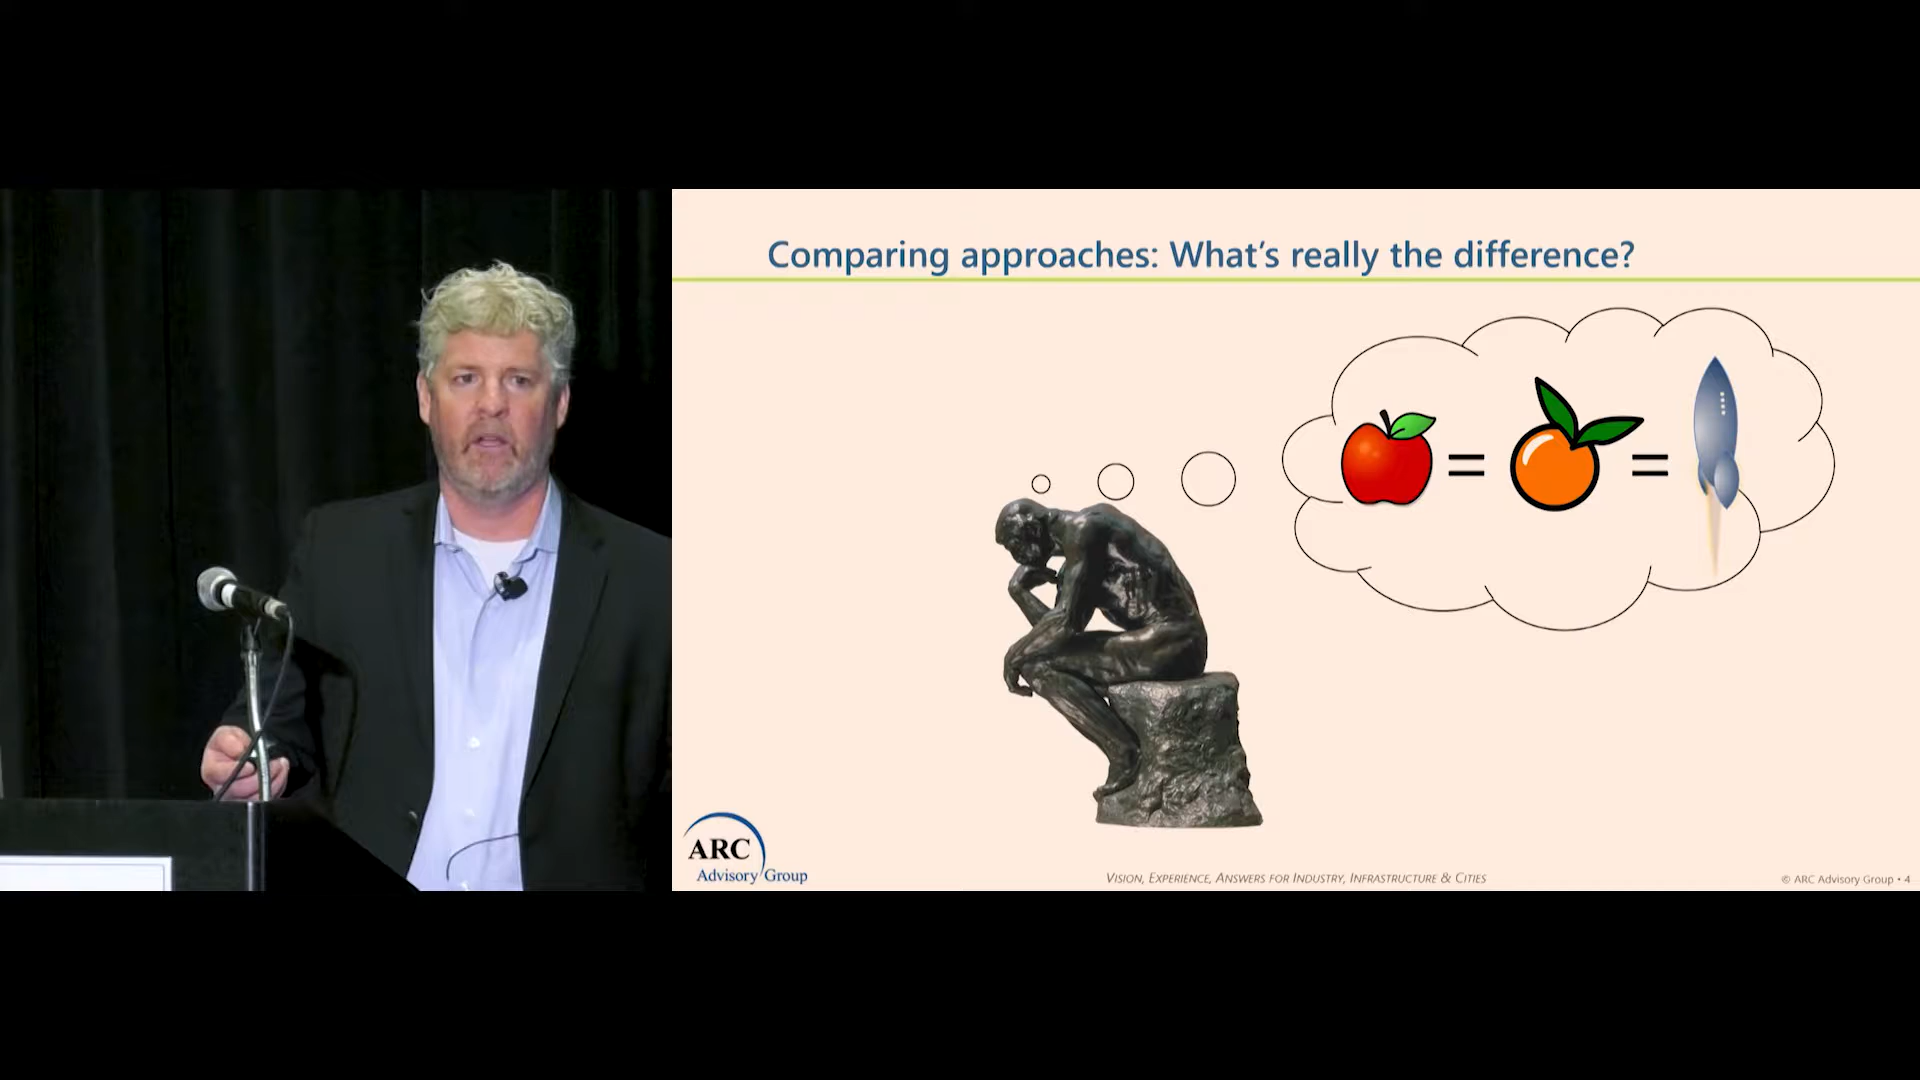 Comparing approaches: What's really the difference?
= =
ARC
Advisory Group
VISION, EXPERIENCE, ANSWERS FOR INDUSTRY, INFRASTRUCTURE & CITIES
© ARC Advisory Group • 4